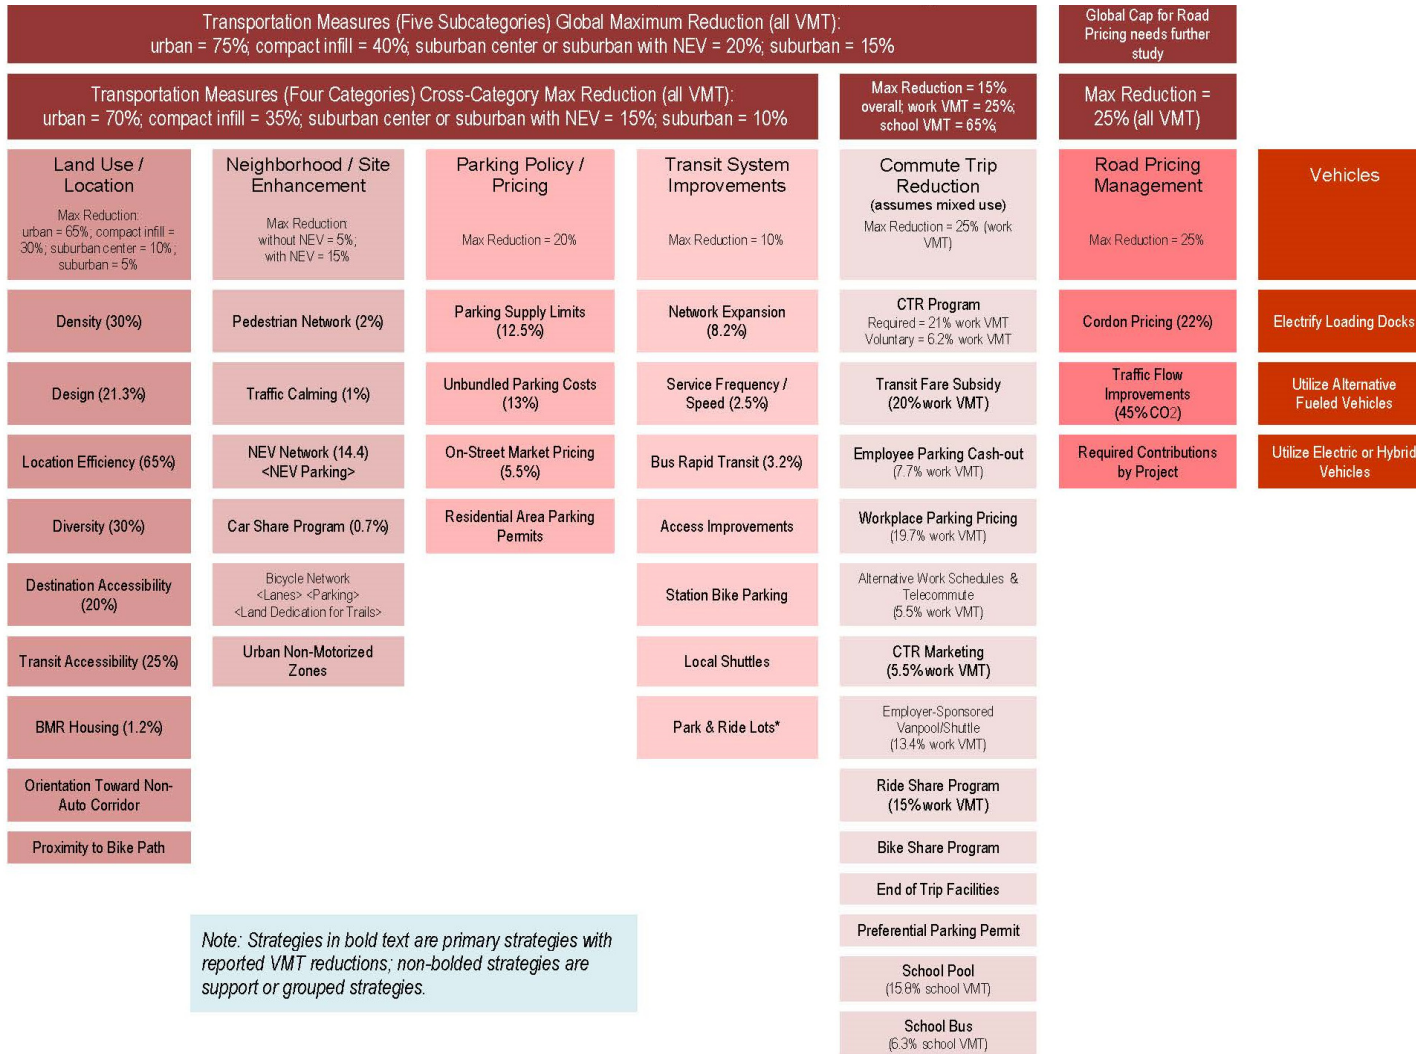 Transportation Measures (Five Subcategories) Global Maximum Reduction (all VMT):
urban = 75%; compact infill = 40%; suburban center or suburban with NEV = 20%; suburban = 15%
Global Cap for Road
Pricing needs further
study
Transportation Measures (Four Categories) Cross-Category Max Reduction (all VMT):
urban = 70%; compact infill = 35%; suburban center or suburban with NEV = 15%; suburban = 10%
Max Reduction = 15%
overall; work VMT = 25%;
school VMT = 65%;
Max Reduction =
25% (all VMT)
Land Use /
Location
Max Reduction:
urban = 65%; compact infill =
30%; suburban center = 10%;
suburban = 5%
Density (30%)
Design (21.3%)
Location Efficiency (65%)
Diversity (30%)
Destination Accessibility
(20%)
Transit Accessibility (25%)
BMR Housing (1.2%)
Orientation Toward Non-
Auto Corridor
Proximity to Bike Path
Neighborhood / Site
Enhancement
Max Reduction:
without NEV = 5%;
with NEV = 15%
Pedestrian Network (2%)
Traffic Calming (1%)
NEV Network (14.4)
<NEV Parking>
Car Share Program (0.7%)
Bicycle Network
<Lanes> <Parking>
<Land Dedication for Trails>
Urban Non-Motorized
Zones
Parking Policy /
Pricing
Max Reduction = 20%
Parking Supply Limits
(12.5%)
Unbundled Parking Costs
(13%)
On-Street Market Pricing
(5.5%)
Residential Area Parking
Permits
Transit System
Improvements
Max Reduction = 10%
Network Expansion
(8.2%)
Service Frequency /
Speed (2.5%)
Bus Rapid Transit (3.2%)
Access Improvements
Station Bike Parking
Local Shuttles
Park & Ride Lots*
Commute Trip
Reduction
(assumes mixed use)
Max Reduction = 25% (work
VMT)
CTR Program
Required = 21% work VMT
Voluntary = 6.2% work VMT
Transit Fare Subsidy
(20% work VMT)
Employee Parking Cash-out
(7.7% work VMT)
Workplace Parking Pricing
(19.7% work VMT)
Alternative Work Schedules &
Telecommute
(5.5% work VMT)
CTR Marketing
(5.5% work VMT)
Employer-Sponsored
Vanpool/Shuttle
(13.4% work VMT)
Ride Share Program
(15% work VMT)
Bike Share Program
End of Trip Facilities
Preferential Parking Permit
School Pool
(15.8% school VMT)
School Bus
(6.3% school VMT)
Road Pricing
Management
Max Reduction = 25%
Cordon Pricing (22%)
Traffic Flow
Improvements
(45% CO2)
Required Contributions
by Project
Vehicles
Electrify Loading Docks
Utilize Alternative
Fueled Vehicles
Utilize Electric or Hybrid
Vehicles
Note: Strategies in bold text are primary strategies with
reported VMT reductions; non-bolded strategies are
support or grouped strategies.